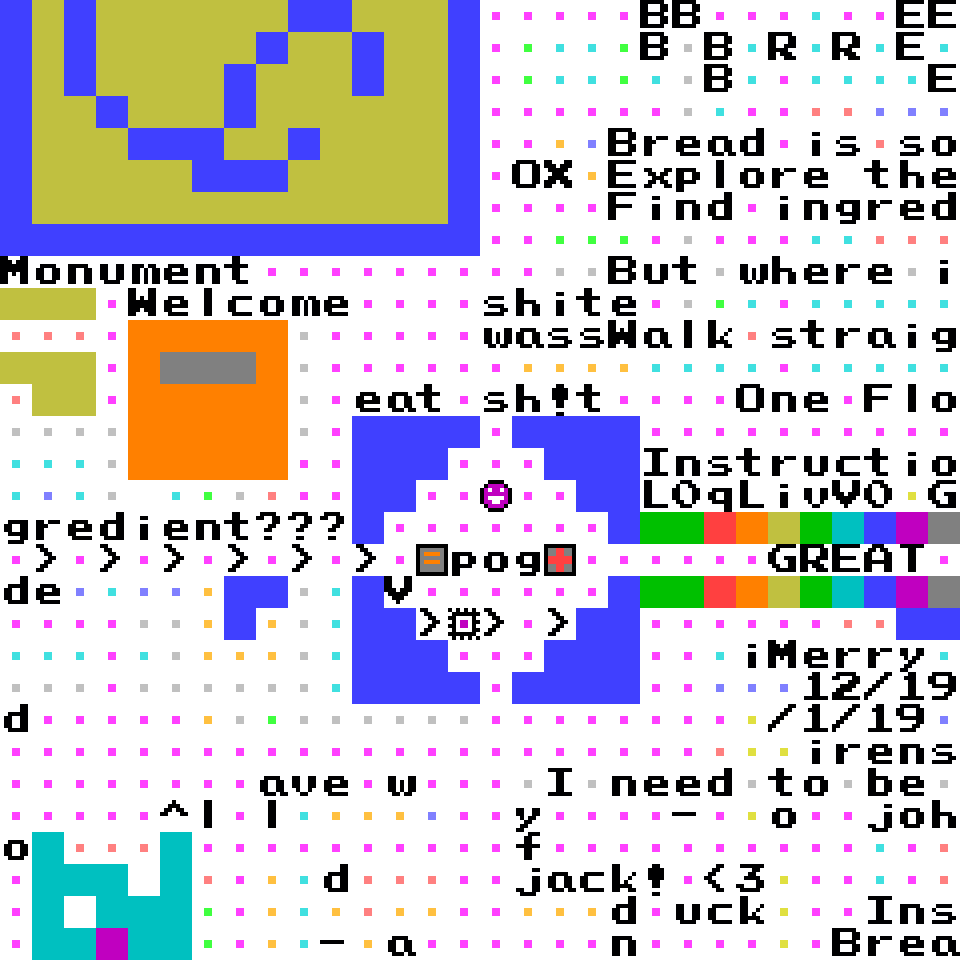 BB EE
B B R R E
B E
Bread is so
OX Explore the
Find ingred
Monument But where i
Welcome shite
wassWalk straig
eat sh!t One Flo
Instructio
LOqLivVO G
gredient???
> > > > > > =pog+ GREAT
de V
> > >
iMerry
12/19
d /1/19
irens
ave w I need to be
^| | y - o joh
o f
d jack! <3
d uck Ins
- a n Brea